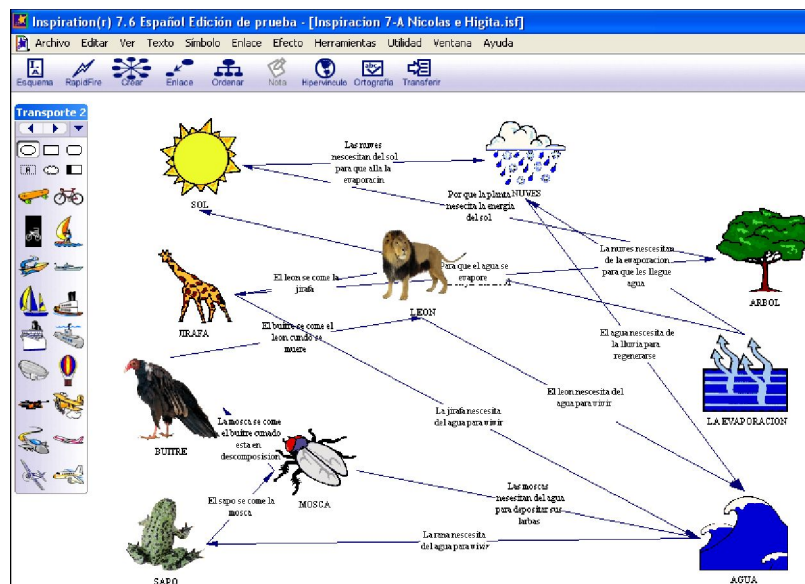 Inspiration(r) 7.6 Español Edición de prueba - [Inspiracion 7-A Nicolas e Higita.isf]
Archivo Editar Ver Texto Símbolo Enlace Efecto Herramientas Utilidad Ventana Ayuda
Esquema RapidFire Crear Enlace Ordenar Nota Hipervínculo Ortografía Transferir
Transporte 2
Las nuves
nescesitan del sol
para que alla la
evaporacin
SOL
NUVES
Por que la planta
nesecita la energia
del sol
El leon se come la
jirafa
Para que el agua se
evapore
La nuves nescesitan
de la evaporacion
para que les llegue
agua
ARBOL
JIRAFA
LEON
El buitre se come el
leon cundo se
muere
El agua nescesita de
la lluvia para
regenerarse
El leon nescesita del
agua para vivir
LA EVAPORACION
La mosca se come
el buitre cunado
esta en
descomposision
La jirafa nescesita
del agua para vivir
BUITRE
El sapo se come la
mosca
MOSCA
Las moscas
nesesitan del agua
para depositar sus
larbas
La rana nesecita
del agua para vivir
SAPO
AGUA